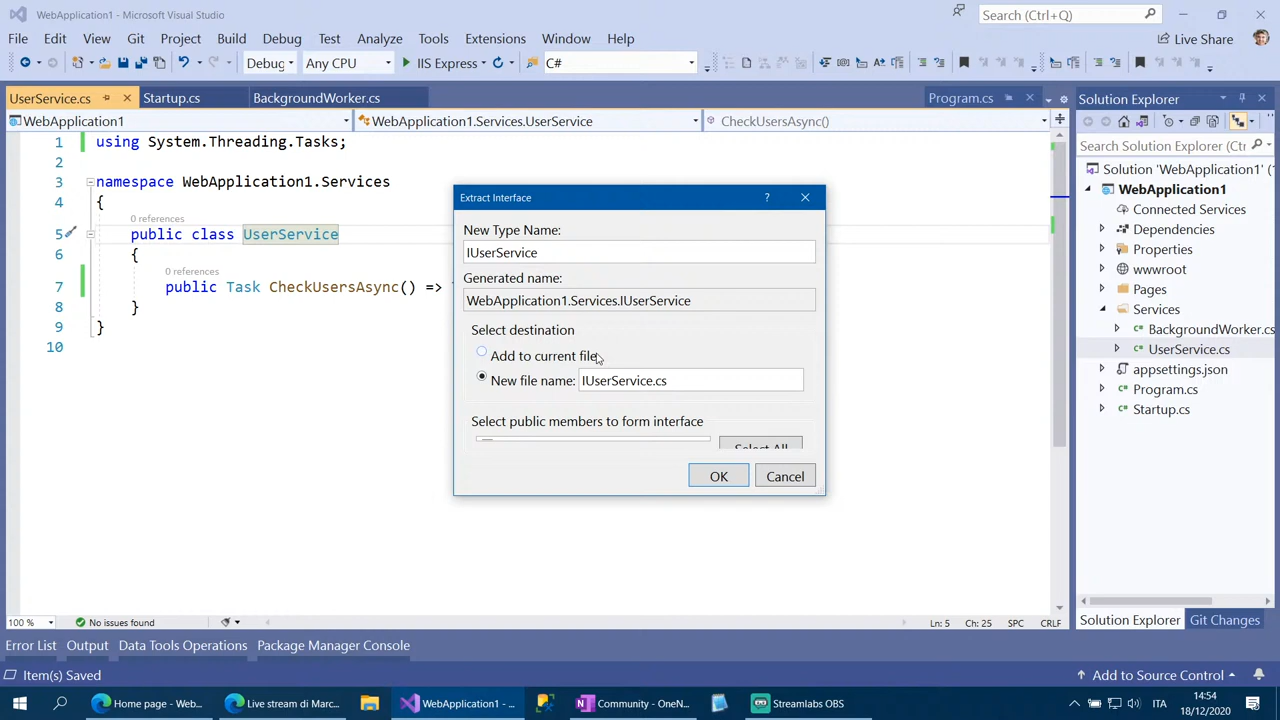 WebApplication1 - Microsoft Visual Studio
Search (Ctrl+Q)
File Edit View Git Project Build Debug Test Analyze Tools Extensions Window Help
Live Share
Debug Any CPU IIS Express C#
UserService.cs Startup.cs BackgroundWorker.cs Program.cs
WebApplication1 WebApplication1.Services.UserService CheckUsersAsync()
1 using System.Threading.Tasks;
2
3 namespace WebApplication1.Services
4 {
0 references
5 public class UserService
6 {
0 references
7 public Task CheckUsersAsync() =>
8 }
9 }
10
Extract Interface
?
New Type Name:
IUserService
Generated name:
WebApplication1.Services.IUserService
Select destination
Add to current file
New file name: IUserService.cs
Select public members to form interface
Select All
OK Cancel
Solution Explorer
Search Solution Explorer (Ctr
Solution 'WebApplication1' (1
WebApplication1
Connected Services
Dependencies
Properties
wwwroot
Pages
Services
BackgroundWorker.cs
UserService.cs
appsettings.json
Program.cs
Startup.cs
Solution Explorer Git Changes
100 % No issues found Ln: 5 Ch: 25 SPC CRLF
Error List Output Data Tools Operations Package Manager Console
Item(s) Saved Add to Source Control
Home page - Web... Live stream di Marc... WebApplication1 - ... Community - OneN... Streamlabs OBS
ITA
14:54
18/12/2020